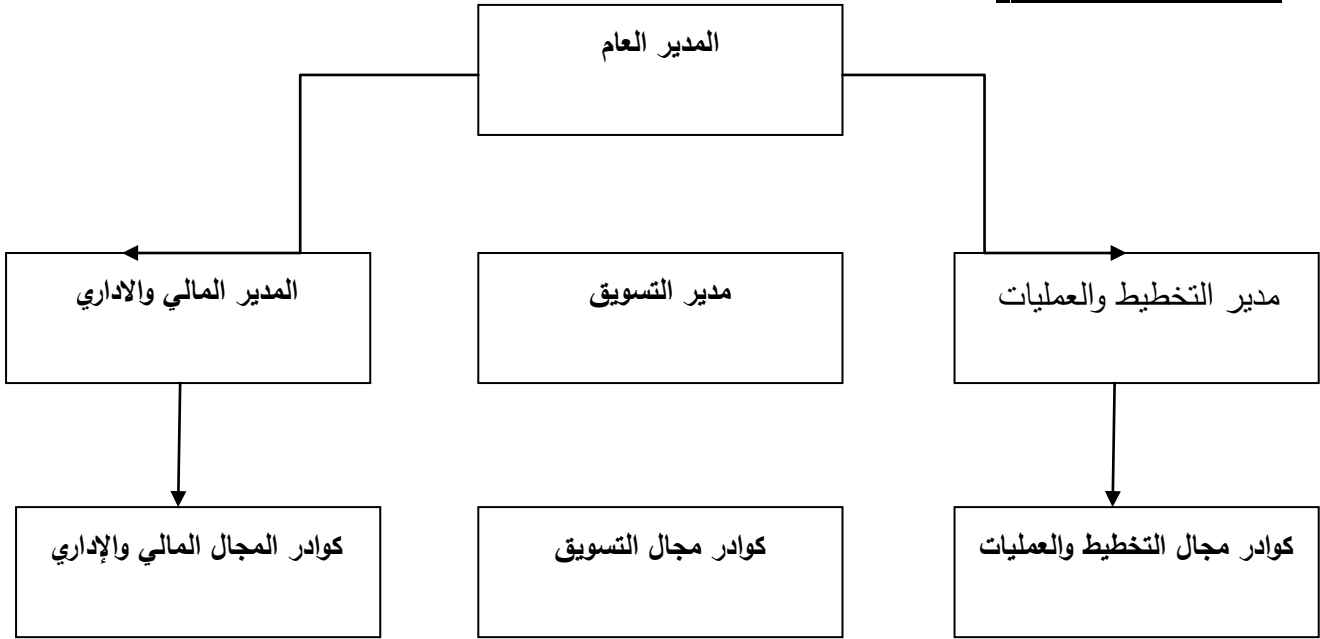 المدير العام
مدير التخطيط والعمليات
مدير التسويق
المدير المالي والاداري
كوادر مجال التخطيط والعمليات
كوادر مجال التسويق
كوادر المجال المالي والإداري